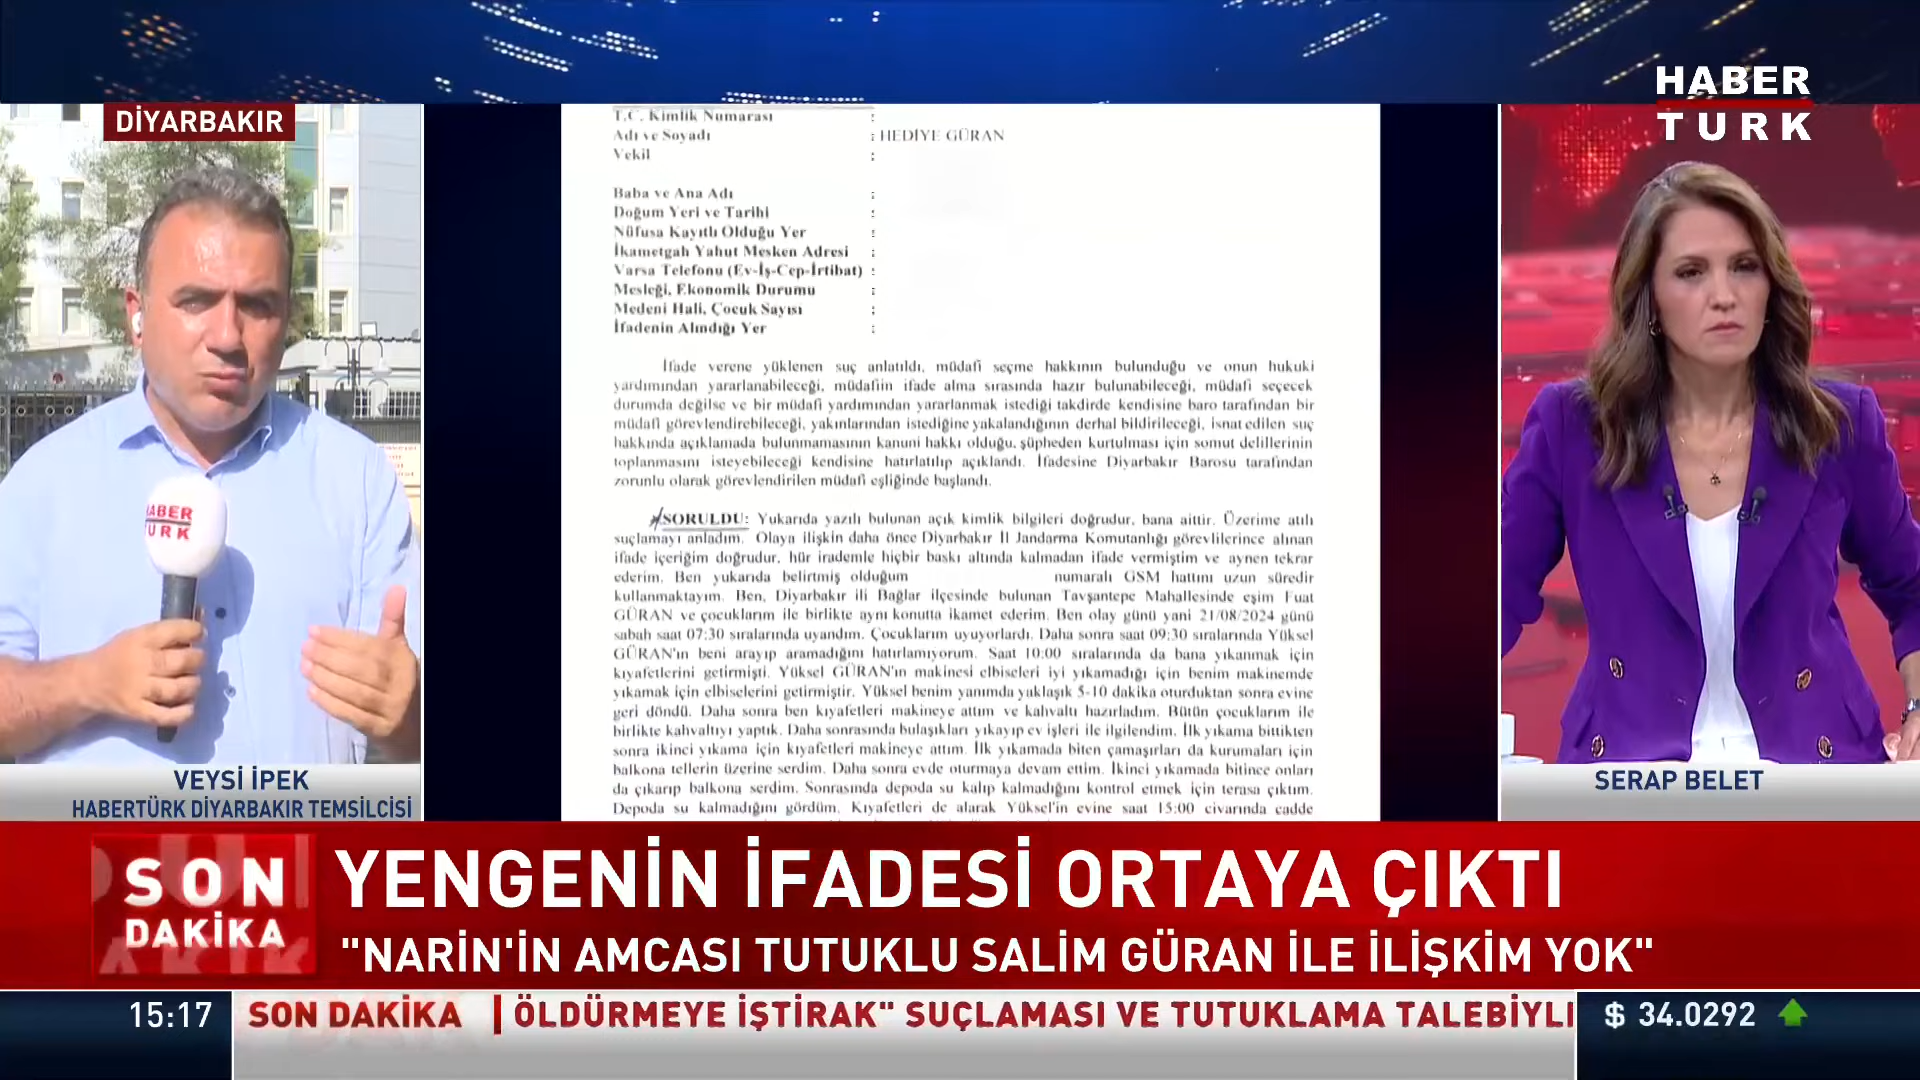 HABER
TURK
DİYARBAKIR
T.C. Kimlik Numarası :
Adı ve Soyadı : HEDİYE GÜRAN
Vekil :
Baba ve Ana Adı :
Doğum Yeri ve Tarihi :
Nüfusa Kayıtlı Olduğu Yer :
İkametgah Yahut Mesken Adresi :
Varsa Telefonu (Ev-İş-Cep-İrtibat) :
Mesleği, Ekonomik Durumu :
Medeni Hali, Çocuk Sayısı :
İfadenin Alındığı Yer :
İfade verene yüklenen suç anlatıldı, müdafi seçme hakkının bulunduğu ve onun hukuki
yardımından yararlanabileceği, müdafiin ifade alma sırasında hazır bulunabileceği, müdafi seçecek
durumda değilse ve bir müdafi yardımından yararlanmak istediği takdirde kendisine baro tarafından bir
müdafi görevlendirebileceği, yakınlarından istediğine yakalandığının derhal bildirileceği, isnat edilen suç
hakkında açıklamada bulunmamasının kanuni hakkı olduğu, şüpheden kurtulması için somut delillerinin
toplanmasını isteyebileceği kendisine hatırlatılıp açıklandı. İfadesine Diyarbakır Barosu tarafından
zorunlu olarak görevlendirilen müdafi eşliğinde başlandı.
SORULDU: Yukarıda yazılı bulunan açık kimlik bilgileri doğrudur, bana aittir. Üzerime atılı
suçlamayı anladım. Olaya ilişkin daha önce Diyarbakır İl Jandarma Komutanlığı görevlilerince alınan
ifade içeriğim doğrudur, hür irademle hiçbir baskı altında kalmadan ifade vermiştim ve aynen tekrar
ederim. Ben yukarıda belirtmiş olduğum numaralı GSM hattını uzun süredir
kullanmaktayım. Ben, Diyarbakır ili Bağlar ilçesinde bulunan Tavşantepe Mahallesinde eşim Fuat
GÜRAN ve çocuklarım ile birlikte aynı konutta ikamet ederim. Ben olay günü yani 21/08/2024 günü
sabah saat 07:30 sıralarında uyandım. Çocuklarım uyuyorlardı. Daha sonra saat 09:30 sıralarında Yüksel
GÜRAN'ın beni arayıp aramadığını hatırlamıyorum. Saat 10:00 sıralarında da bana yıkanmak için
kıyafetlerini getirmişti. Yüksel GÜRAN'ın makinesi elbiseleri iyi yıkamadığı için benim makinemde
yıkamak için elbiselerini getirmiştir. Yüksel benim yanımda yaklaşık 5-10 dakika oturduktan sonra evine
geri döndü. Daha sonra ben kıyafetleri makineye attım ve kahvaltı hazırladım. Bütün çocuklarım ile
birlikte kahvaltıyı yaptık. Daha sonrasında bulaşıkları yıkayıp ev işleri ile ilgilendim. İlk yıkama bittikten
sonra ikinci yıkama için kıyafetleri makineye attım. İlk yıkamada biten çamaşırları da kurumaları için
balkona tellerin üzerine serdim. Daha sonra evde oturmaya devam ettim. İkinci yıkamada bitince onları
da çıkarıp balkona serdim. Sonrasında depoda su kalıp kalmadığını kontrol etmek için terasa çıktım.
Depoda su kalmadığını gördüm. Kıyafetleri de alarak Yüksel'in evine saat 15:00 civarında cadde
HABER
TURK
VEYSİ İPEK
HABERTÜRK DİYARBAKIR TEMSİLCİSİ
SERAP BELET
SON
DAKİKA
YENGENİN İFADESİ ORTAYA ÇIKTI
"NARİN'İN AMCASI TUTUKLU SALİM GÜRAN İLE İLİŞKİM YOK"
15:17
SON DAKİKA
ÖLDÜRMEYE İŞTİRAK" SUÇLAMASI VE TUTUKLAMA TALEBİYLİ
$ 34.0292